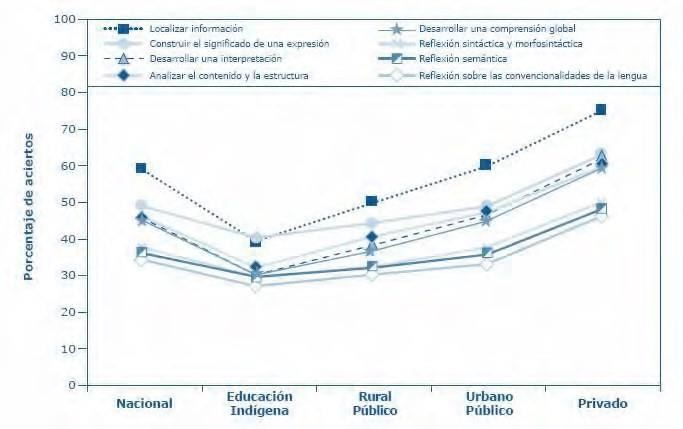 100
90
80
70
60
50
40
30
20
10
0
Porcentaje de aciertos
Localizar información
Construir el significado de una expresión
Desarrollar una interpretación
Analizar el contenido y la estructura
Desarrollar una comprensión global
Reflexión sintáctica y morfosintáctica
Reflexión semántica
Reflexión sobre las convencionalidades de la lengua
Nacional
Educación
Indígena
Rural
Público
Urbano
Público
Privado